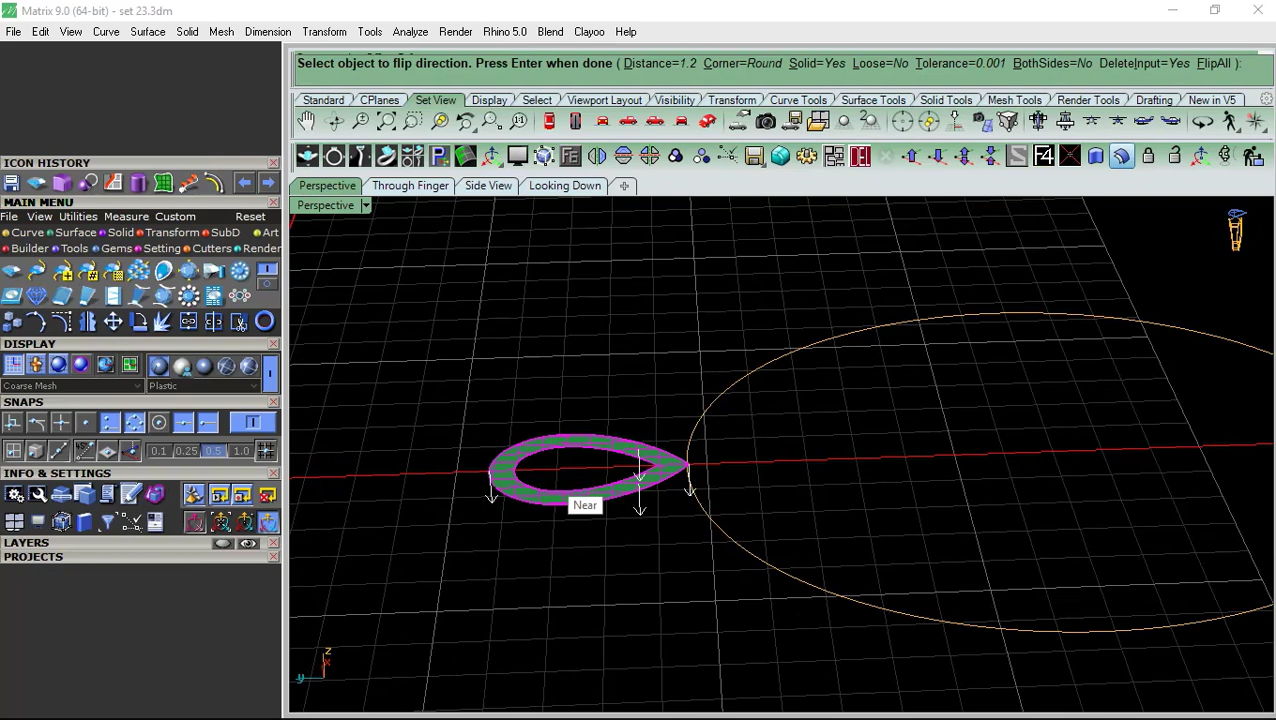 Matrix 9.0 (64-bit) - set 23.3dm
File Edit View Curve Surface Solid Mesh Dimension Transform Tools Analyze Render Rhino 5.0 Blend Clayoo Help
Select object to flip direction. Press Enter when done ( Distance=1.2 Corner=Round Solid=Yes Loose=No Tolerance=0.001 BothSides=No DeleteInput=Yes FlipAll ):
Standard CPlanes Set View Display Select Viewport Layout Visibility Transform Curve Tools Surface Tools Solid Tools Mesh Tools Render Tools Drafting New in V5
Perspective Through Finger Side View Looking Down
Perspective
ICON HISTORY
MAIN MENU
File View Utilities Measure Custom Reset
Curve Surface Solid Transform SubD Art
Builder Tools Gems Setting Cutters Render
DISPLAY
Coarse Mesh Plastic
SNAPS
0.1 0.25 0.5 1.0
INFO & SETTINGS
LAYERS
PROJECTS
Near
z
x
y